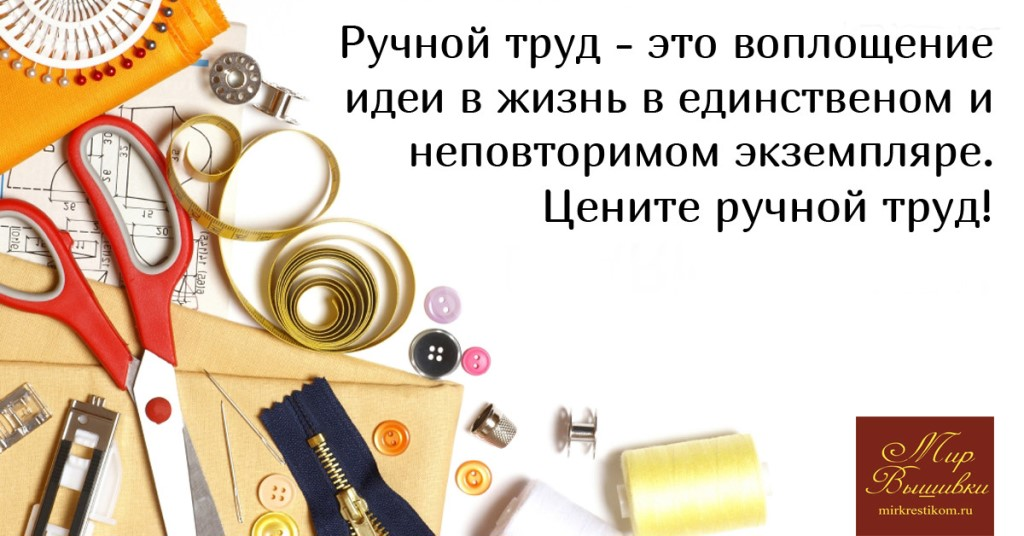 Ручной труд - это воплощение
идеи в жизнь в единственом и
неповторимом экземпляре.
Цените ручной труд!
Мир
Вышивки
mirkrestikom.ru